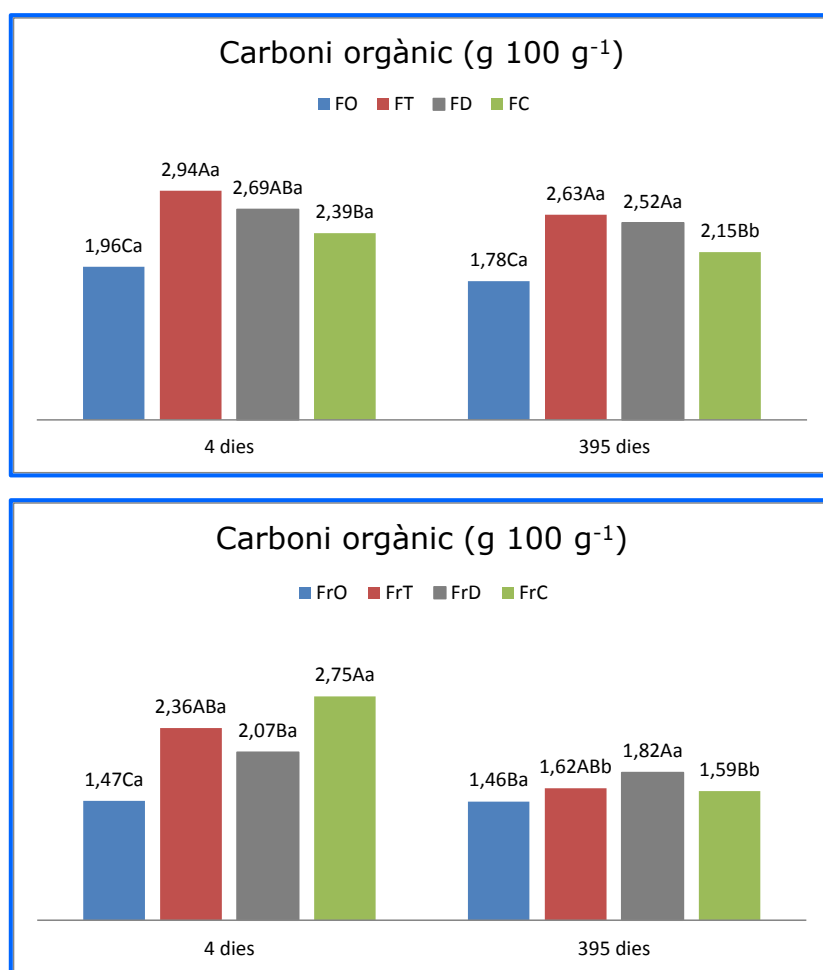 Carboni orgànic (g 100 g⁻¹)
FO FT FD FC
2,94Aa
2,69ABa
2,39Ba
1,96Ca
2,63Aa
2,52Aa
2,15Bb
1,78Ca
4 dies 395 dies
Carboni orgànic (g 100 g⁻¹)
FrO FrT FrD FrC
2,75Aa
2,36ABa
2,07Ba
1,47Ca
1,82Aa
1,62ABb
1,59Bb
1,46Ba
4 dies 395 dies